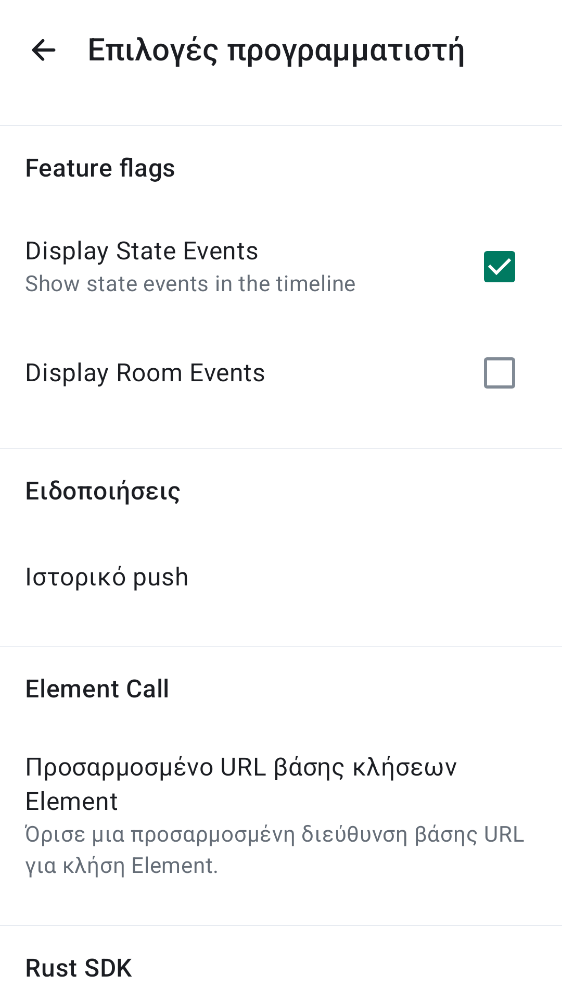 Επιλογές προγραμματιστή
Feature flags
Display State Events
Show state events in the timeline
Display Room Events
Ειδοποιήσεις
Ιστορικό push
Element Call
Προσαρμοσμένο URL βάσης κλήσεων
Element
Όρισε μια προσαρμοσμένη διεύθυνση βάσης URL
για κλήση Element.
Rust SDK